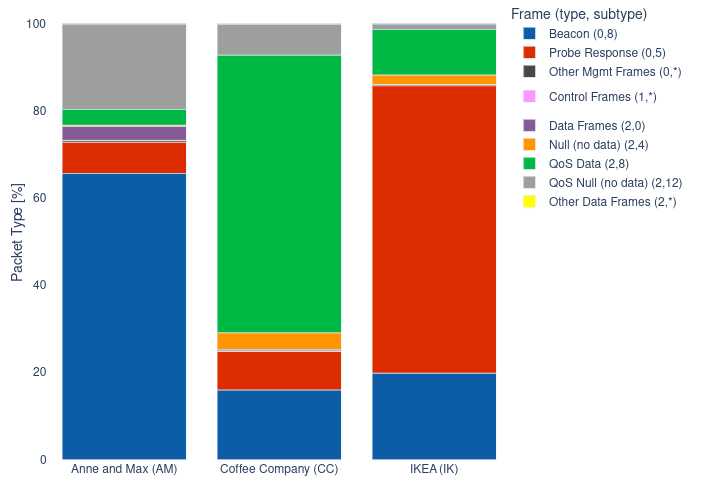 Frame (type, subtype)
Beacon (0,8)
Probe Response (0,5)
Other Mgmt Frames (0,*)
Control Frames (1,*)
Data Frames (2,0)
Null (no data) (2,4)
QoS Data (2,8)
QoS Null (no data) (2,12)
Other Data Frames (2,*)
Packet Type [%]
100
80
60
40
20
0
Anne and Max (AM)
Coffee Company (CC)
IKEA (IK)